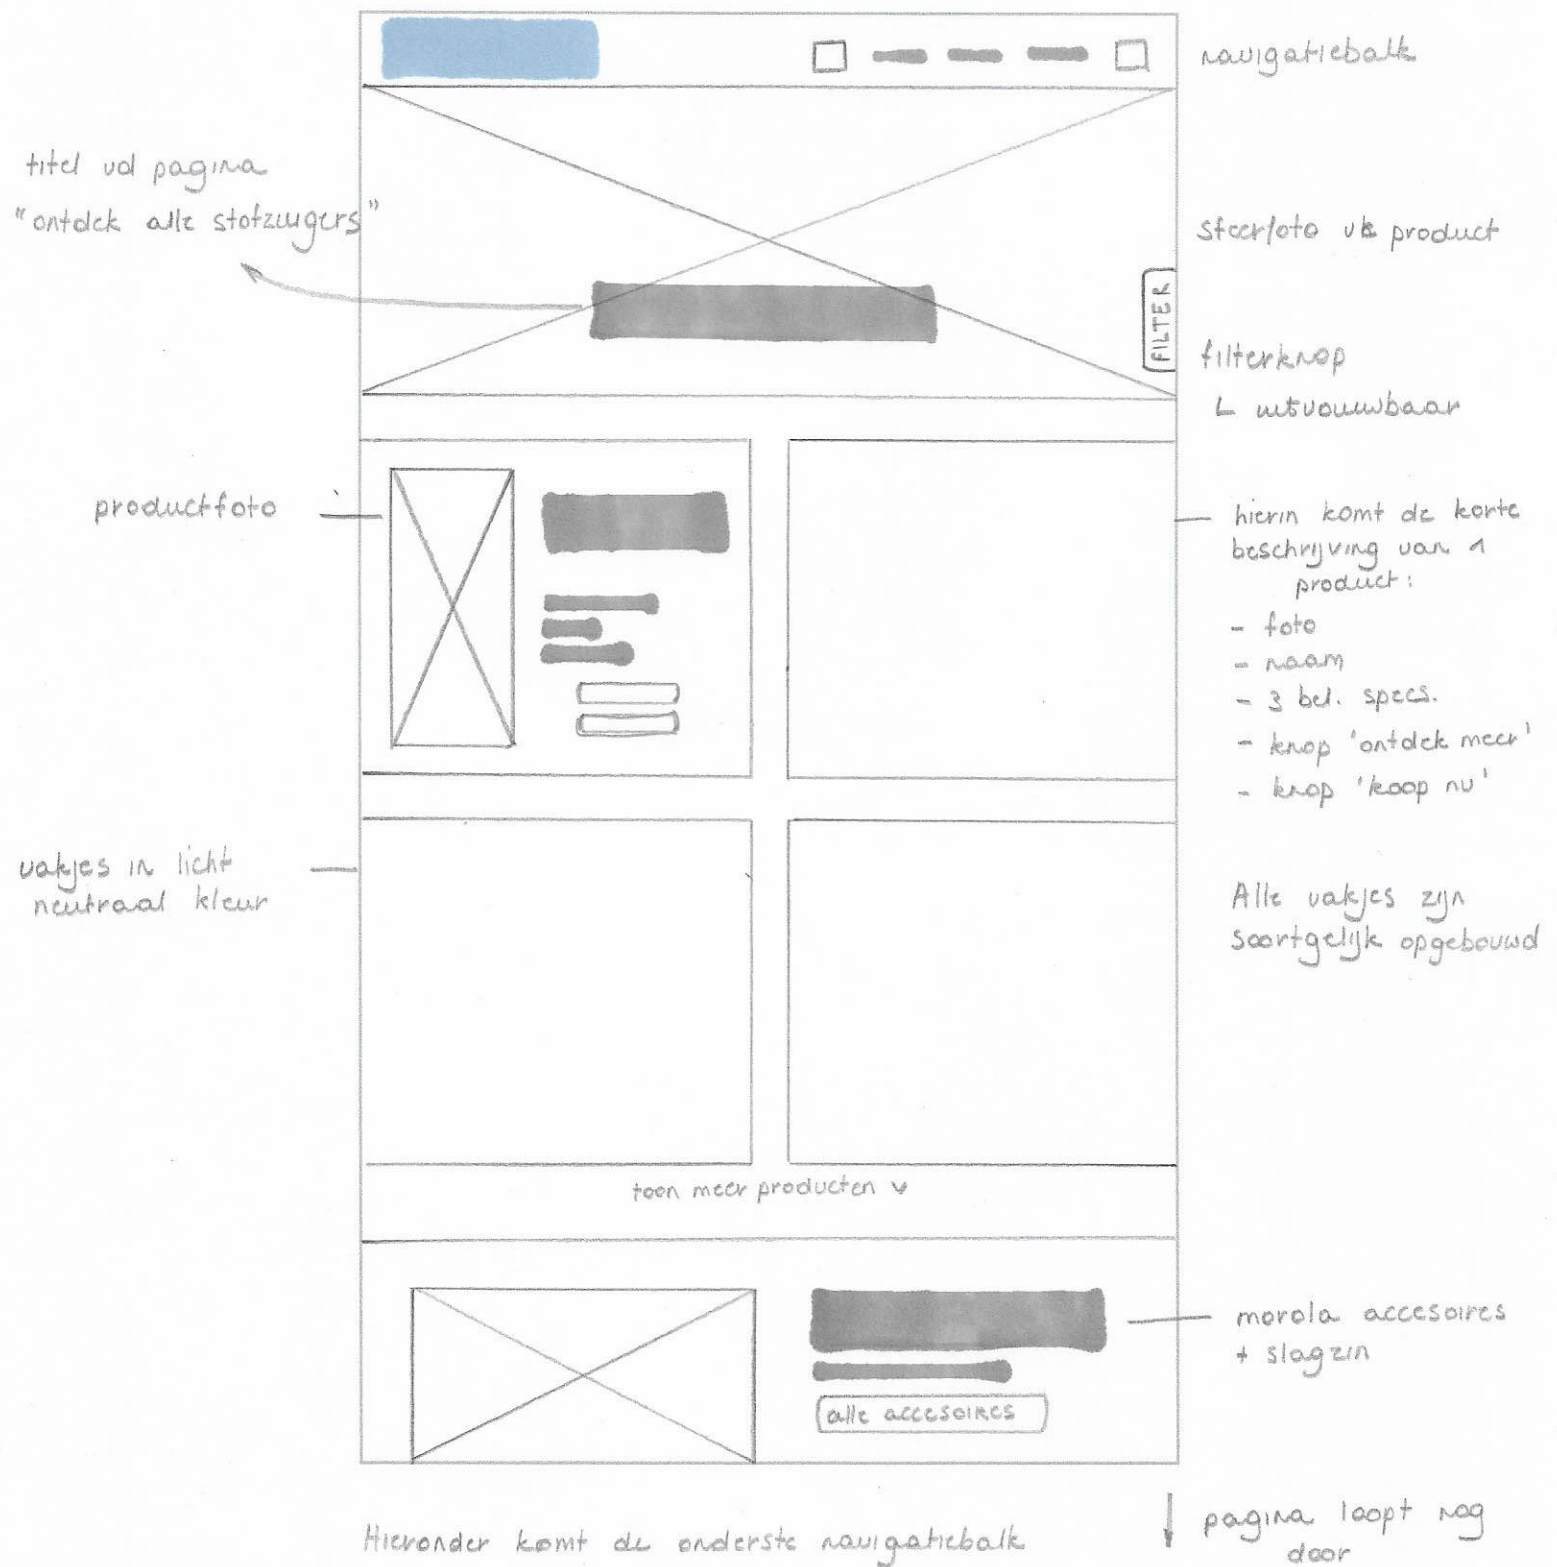 navigatiebalk
titel vd pagina
"ontdek alle stofzuigers"
sfeerfoto vh product
FILTER
filterknop
L uitvouwbaar
productfoto
hierin komt de korte
beschrijving van 1
product:
- foto
- naam
- 3 bel. specs.
- knop 'ontdek meer'
- knop 'koop nu'
vakjes in licht
neutraal kleur
Alle vakjes zijn
soortgelijk opgebouwd
toon meer producten
morola accesoires
+ slagzin
alle accesoires
pagina loopt nog
door
Hieronder komt de onderste navigatiebalk